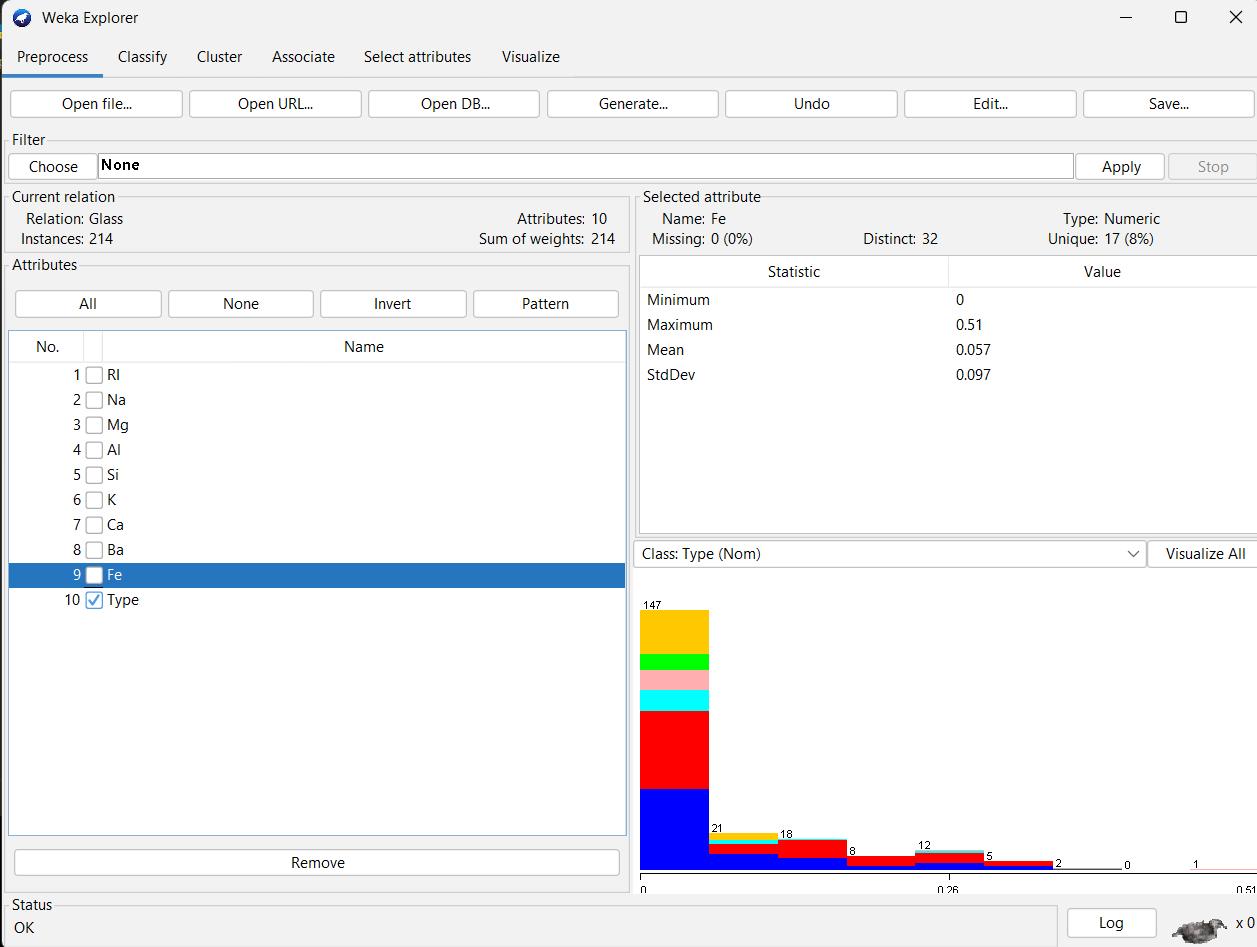 Weka Explorer
Preprocess Classify Cluster Associate Select attributes Visualize
Open file... Open URL... Open DB... Generate... Undo Edit... Save...
Filter
Choose None Apply Stop
Current relation
Relation: Glass Attributes: 10
Instances: 214 Sum of weights: 214
Attributes
All None Invert Pattern
No. Name
1 RI
2 Na
3 Mg
4 Al
5 Si
6 K
7 Ca
8 Ba
9 Fe
10 Type
Remove
Selected attribute
Name: Fe Type: Numeric
Missing: 0 (0%) Distinct: 32 Unique: 17 (8%)
Statistic Value
Minimum 0
Maximum 0.51
Mean 0.057
StdDev 0.097
Class: Type (Nom) Visualize All
147
21 18 8 12 5 2 0 1
0 0.26 0.51
Status
OK
Log x 0